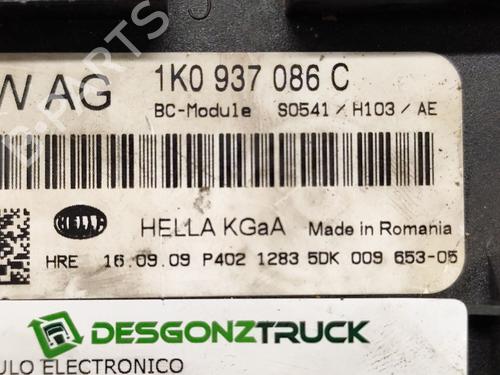 W AG 1K0 937 086 C
BC-Module S0541 / H103 / AE
HELLA KGaA Made in Romania
HRE 16.09.09 P402 1283 5DK 009 653-05
DESGONZTRUCK
ULO ELECTRONICO